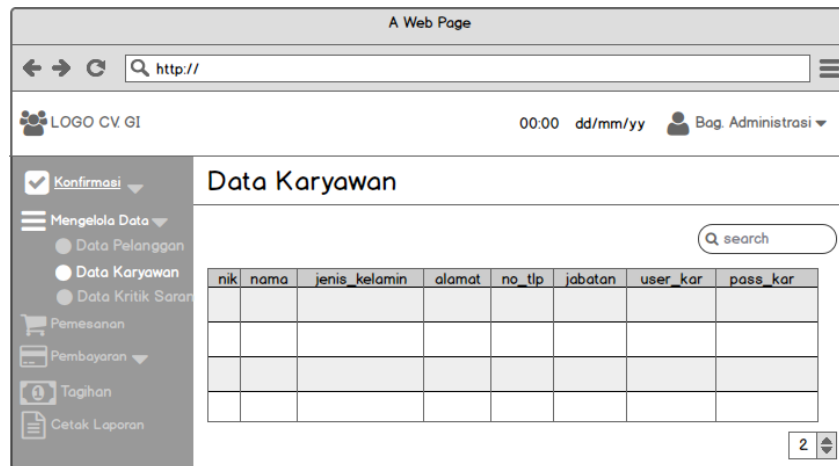 A Web Page
http://
LOGO CV. GI
00:00 dd/mm/yy Bag. Administrasi
Konfirmasi
Mengelola Data
Data Pelanggan
Data Karyawan
Data Kritik Saran
Pemesanan
Pembayaran
1 Tagihan
Cetak Laporan
Data Karyawan
search
nik nama jenis_kelamin alamat no_tlp jabatan user_kar pass_kar
2